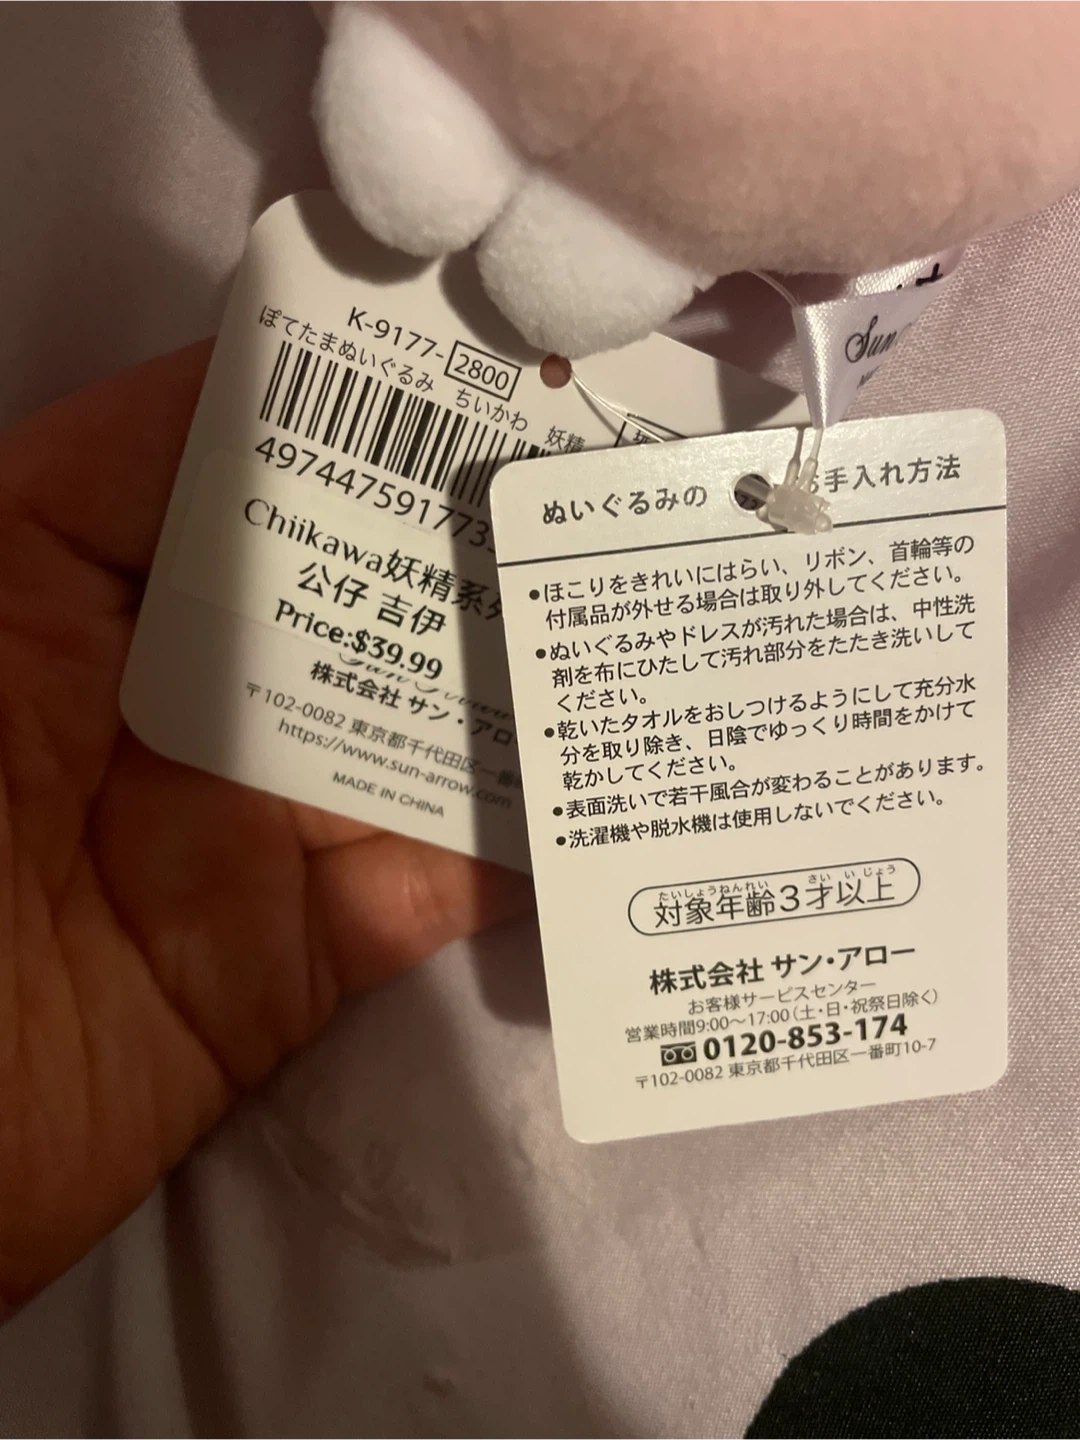 K-9177- 2800
ぽてたまぬいぐるみ ちいかわ 妖精
4974475917733
Chiikawa妖精系列
公仔 吉伊
Price:$39.99
株式会社 サン・アロ
〒102-0082 東京都千代田区一番
https://www.sun-arrow.com
MADE IN CHINA
Sun
ぬいぐるみの お手入れ方法
●ほこりをきれいにはらい、リボン、首輪等の
付属品が外せる場合は取り外してください。
●ぬいぐるみやドレスが汚れた場合は、中性洗
剤を布にひたして汚れ部分をたたき洗いして
ください。
●乾いたタオルをおしつけるようにして充分水
分を取り除き、日陰でゆっくり時間をかけて
乾かしてください。
●表面洗いで若干風合が変わることがあります。
●洗濯機や脱水機は使用しないでください。
たいしょうねんれい さい い じょう
対象年齢3才以上
株式会社 サン・アロー
お客様サービスセンター
営業時間9:00〜17:00(土・日・祝祭日除く)
0120-853-174
〒102-0082 東京都千代田区一番町10-7